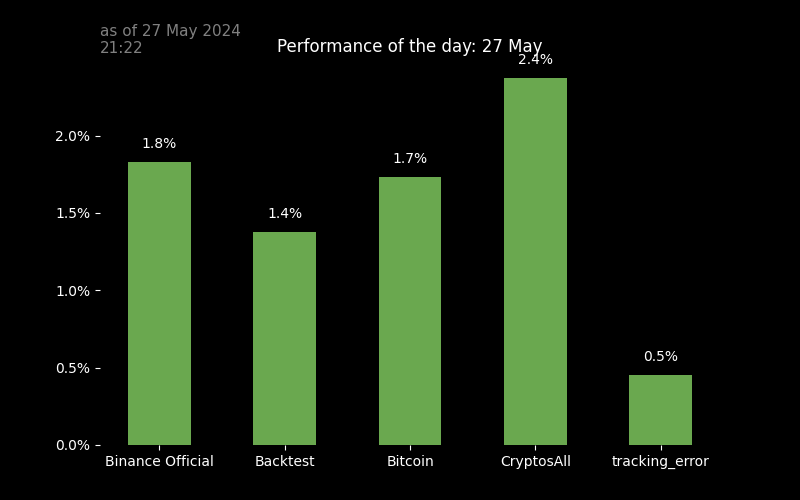 as of 27 May 2024
21:22
Performance of the day: 27 May
2.4%
1.8%
1.7%
1.4%
0.5%
2.0%
1.5%
1.0%
0.5%
0.0%
Binance Official
Backtest
Bitcoin
CryptosAll
tracking_error